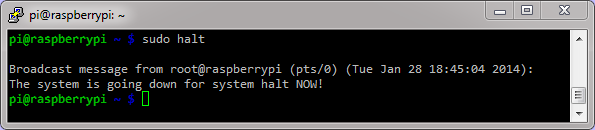 pi@raspberrypi: ~
pi@raspberrypi ~ $ sudo halt
Broadcast message from root@raspberrypi (pts/0) (Tue Jan 28 18:45:04 2014):
The system is going down for system halt NOW!
pi@raspberrypi ~ $